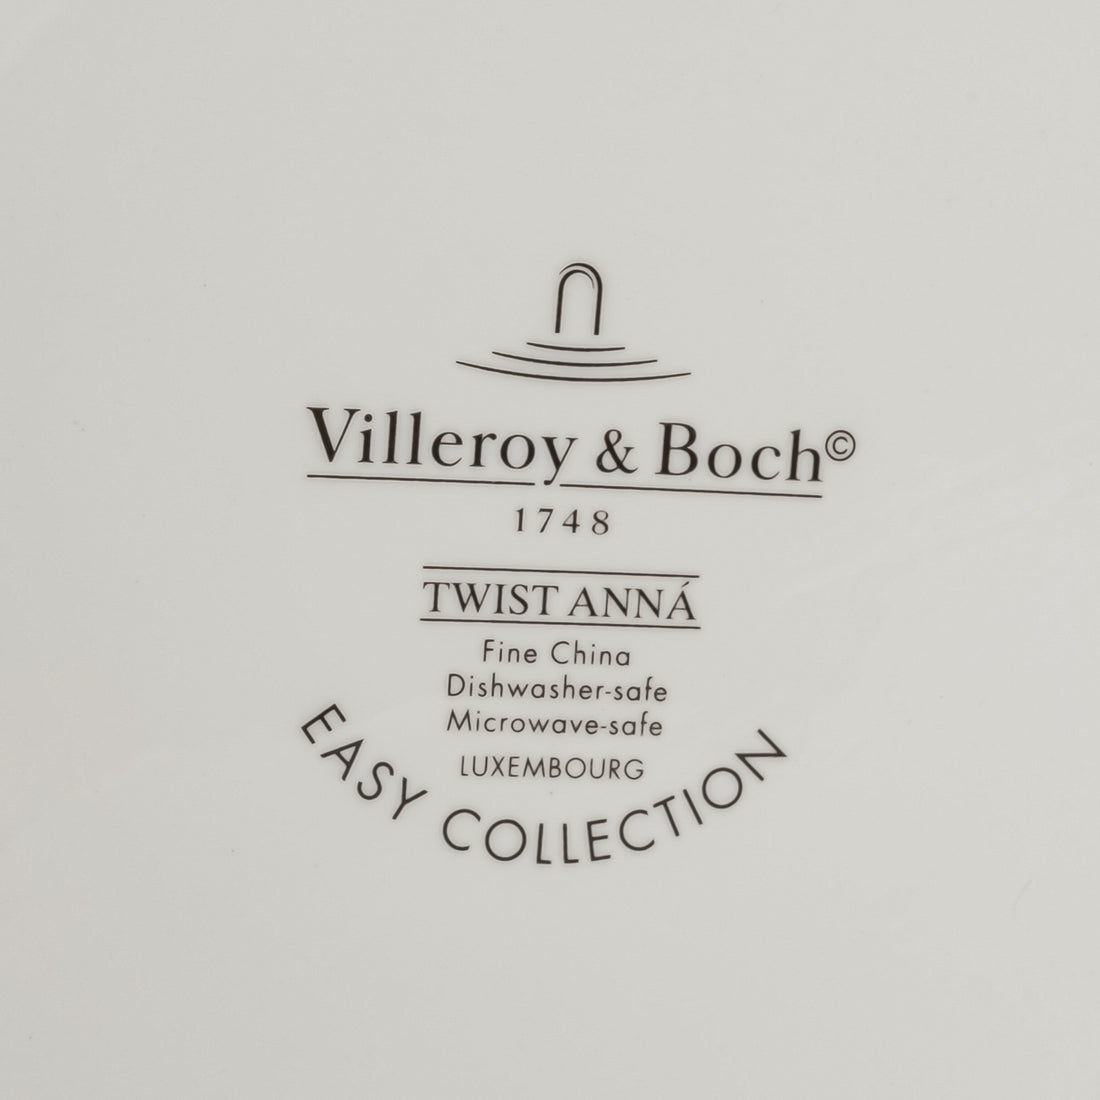 Villeroy & Boch©
1748
TWIST ANNÁ
Fine China
Dishwasher-safe
Microwave-safe
LUXEMBOURG
EASY COLLECTION